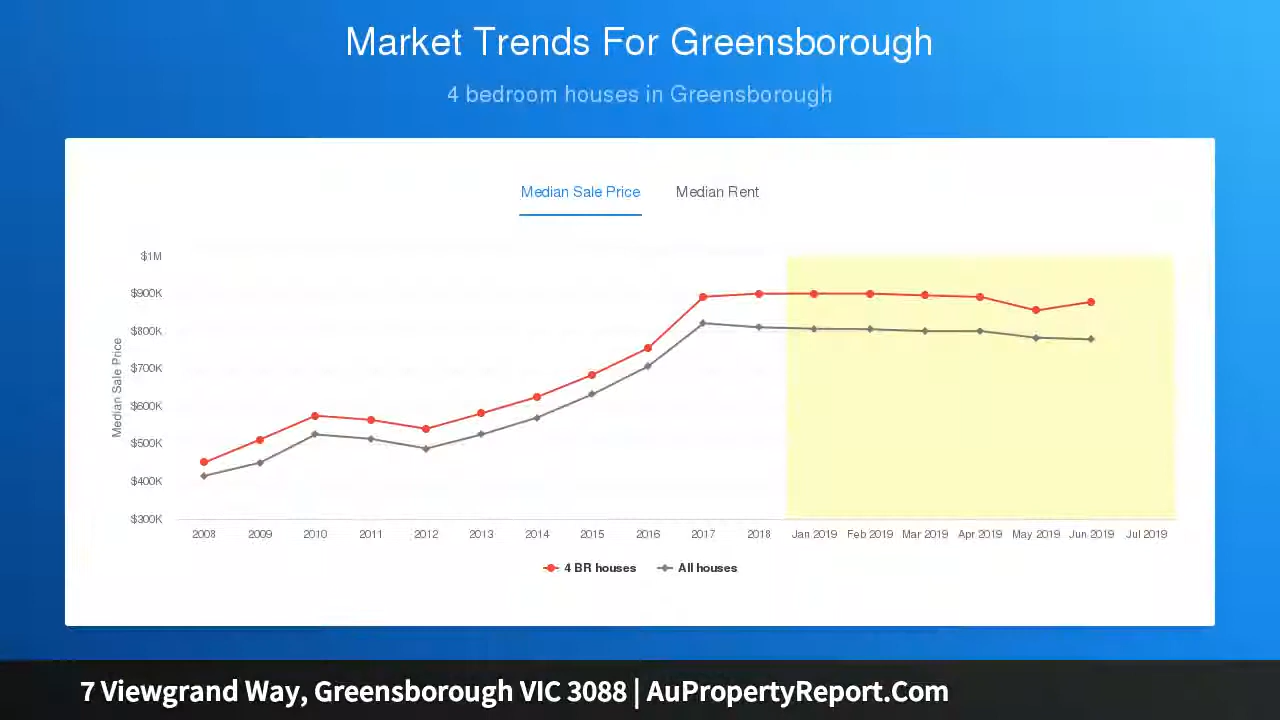 Market Trends For Greensborough
4 bedroom houses in Greensborough
Median Sale Price Median Rent
Median Sale Price
$1M
$900K
$800K
$700K
$600K
$500K
$400K
$300K
2008 2009 2010 2011 2012 2013 2014 2015 2016 2017 2018 Jan 2019 Feb 2019 Mar 2019 Apr 2019 May 2019 Jun 2019 Jul 2019
4 BR houses All houses
7 Viewgrand Way, Greensborough VIC 3088 | AuPropertyReport.Com